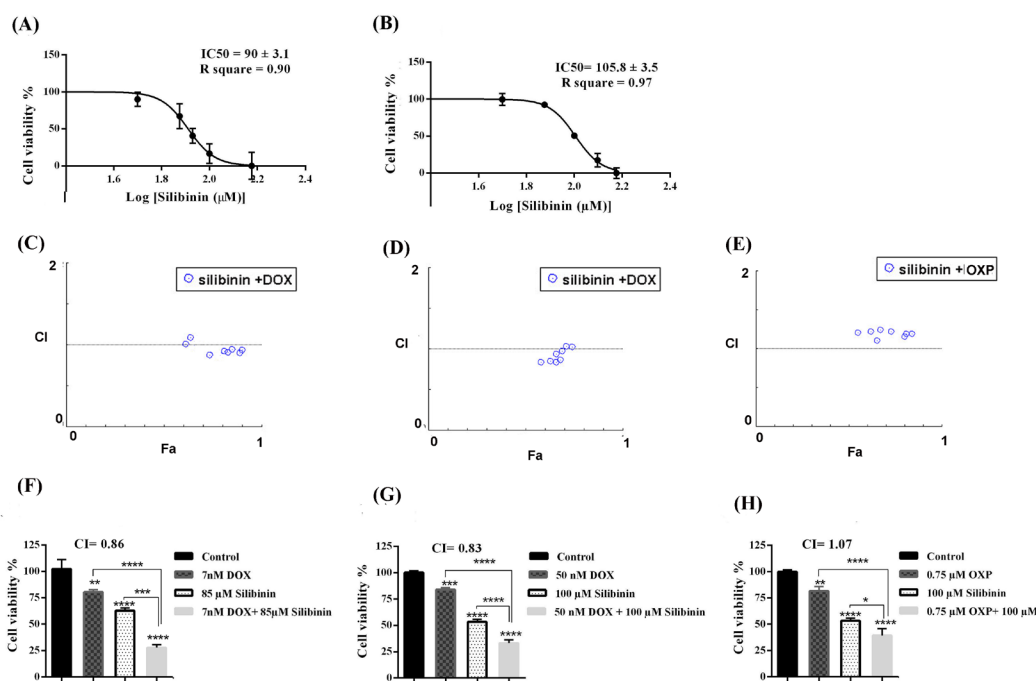 (A)
IC50 = 90 ± 3.1
R square = 0.90
Cell viability %
150
100
50
0
1.6
2.0
2.2
2.4
Log [Silibinin (µM)]
(B)
IC50= 105.8 ± 3.5
R square = 0.97
Cell viability %
150
100
50
0
1.6
1.8
2.0
2.2
2.4
Log [Silibinin (µM)]
(C)
2
CI
0
0
1
Fa
silibinin +DOX
(D)
2
CI
0
0
1
Fa
silibinin +DOX
(E)
2
CI
0
0
1
Fa
silibinin + OXP
(F)
CI= 0.86
Cell viability %
125
100
75
50
25
0
**
****
****
***
****
Control
7nM DOX
85 µM Silibinin
7nM DOX+ 85µM Silibinin
(G)
CI= 0.83
Cell viability %
125
100
75
50
25
0
***
****
****
****
****
Control
50 nM DOX
100 µM Silibinin
50 nM DOX + 100 µM Silibinin
(H)
CI= 1.07
Cell viability %
125
100
75
50
25
0
**
****
****
*
****
Control
0.75 µM OXP
100 µM Silibinin
0.75 µM OXP+ 100 µM